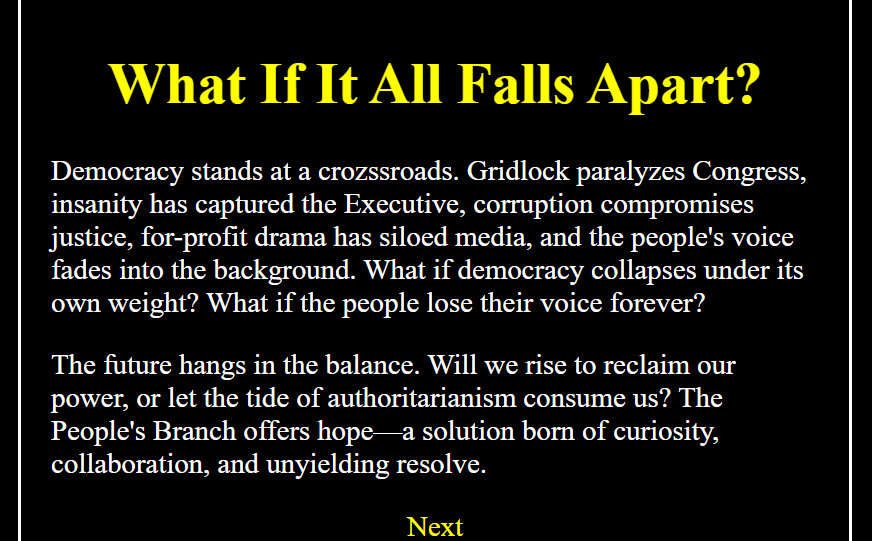 What If It All Falls Apart?
Democracy stands at a crozssroads. Gridlock paralyzes Congress,
insanity has captured the Executive, corruption compromises
justice, for-profit drama has siloed media, and the people's voice
fades into the background. What if democracy collapses under its
own weight? What if the people lose their voice forever?
The future hangs in the balance. Will we rise to reclaim our
power, or let the tide of authoritarianism consume us? The
People's Branch offers hope—a solution born of curiosity,
collaboration, and unyielding resolve.
Next